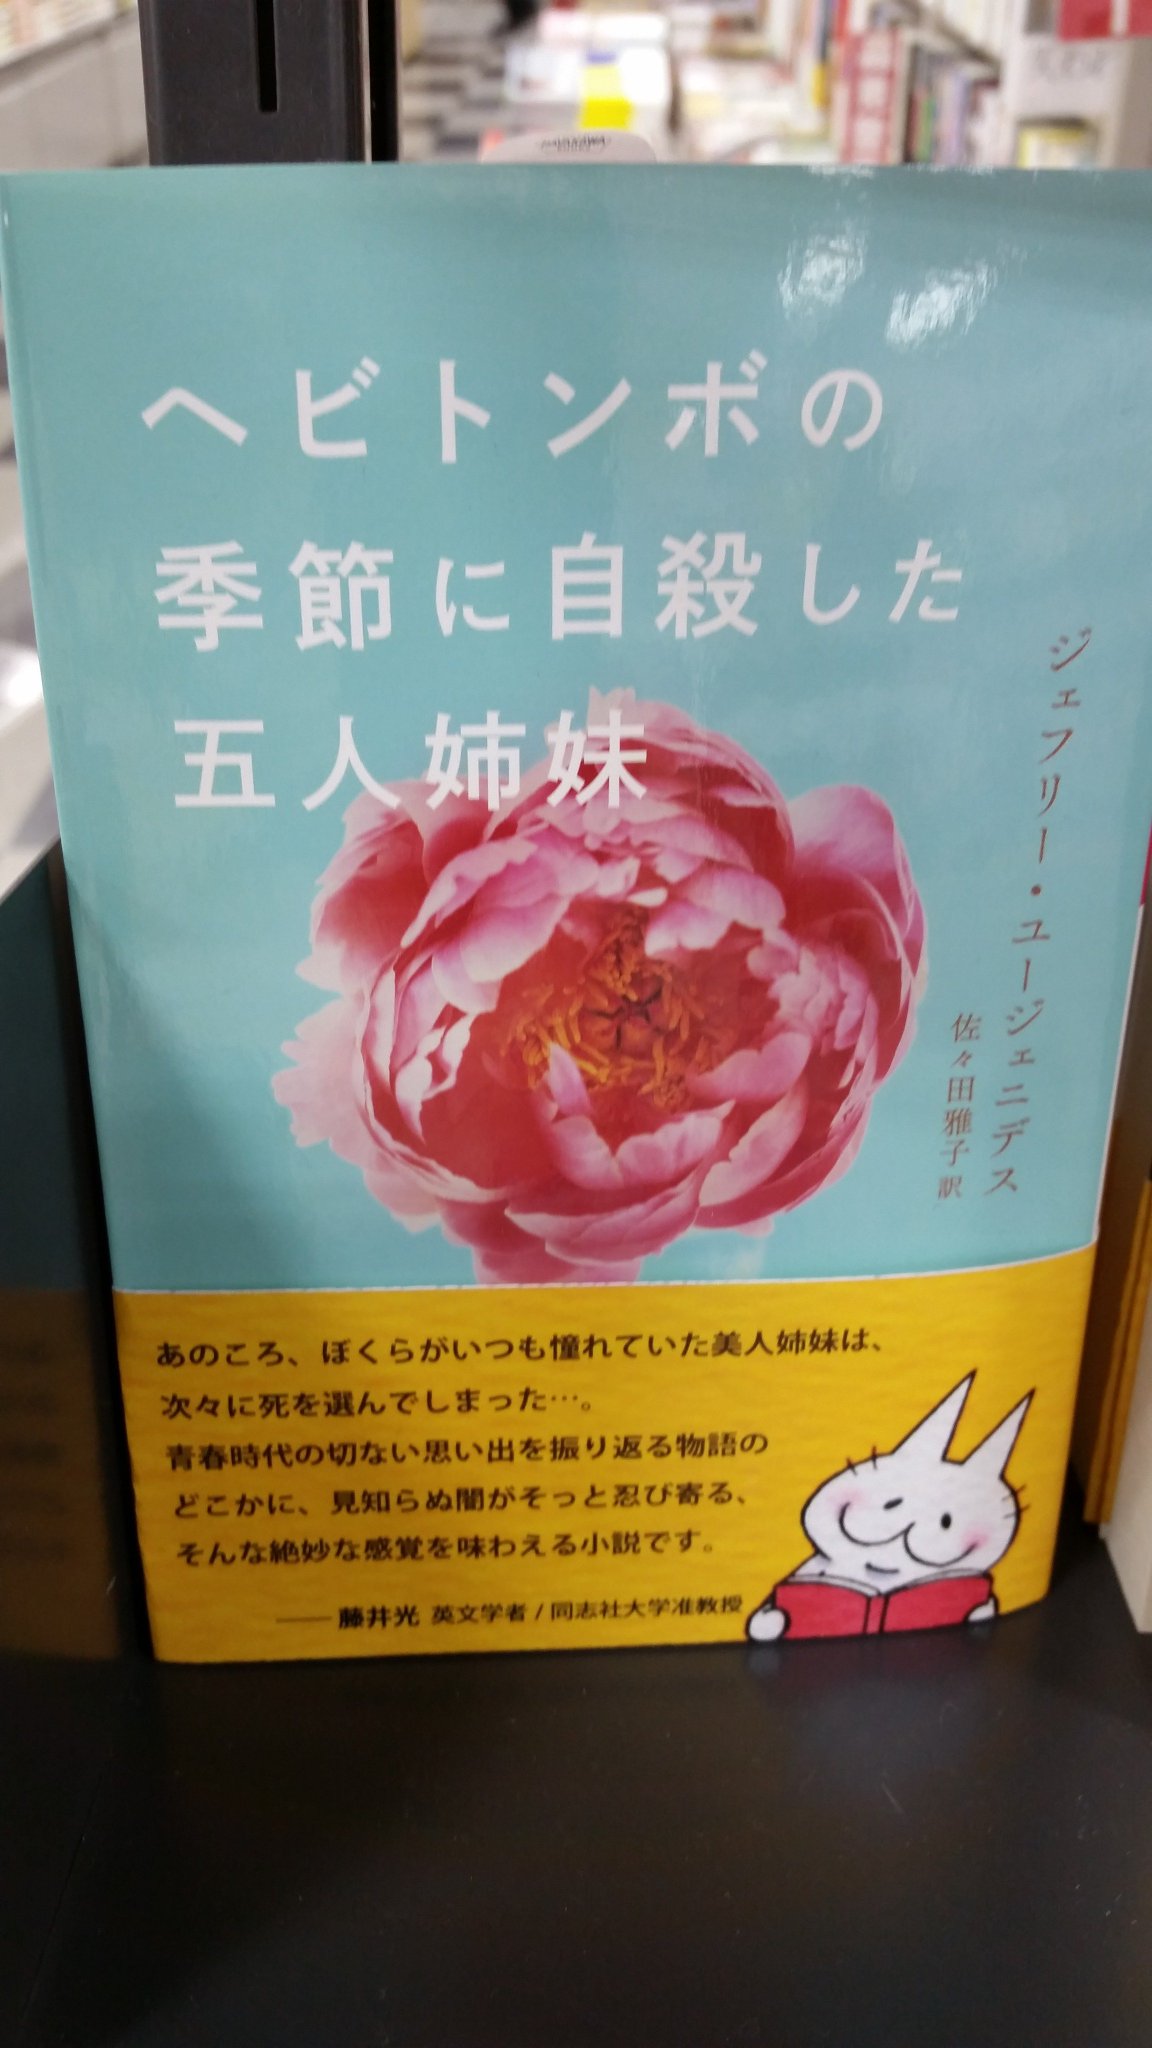 ヘビトンボの
季節に自殺した
五人姉妹
ジェフリー・ユージェニデス
佐々田雅子 訳
あのころ、ぼくらがいつも憧れていた美人姉妹は、
次々に死を選んでしまった…。
青春時代の切ない思い出を振り返る物語の
どこかに、見知らぬ闇がそっと忍び寄る、
そんな絶妙な感覚を味わえる小説です。
――藤井光 英文学者/同志社大学准教授